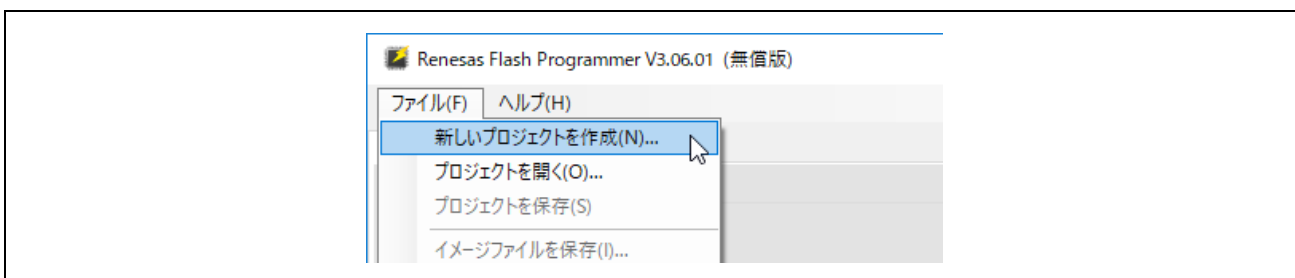 Renesas Flash Programmer V3.06.01 (無償版)
ファイル(F) ヘルプ(H)
新しいプロジェクトを作成(N)...
プロジェクトを開く(O)...
プロジェクトを保存(S)
イメージファイルを保存(I)...